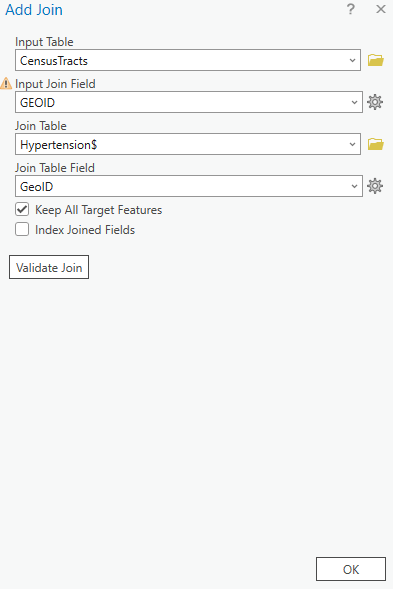 Add Join ? ×
Input Table
CensusTracts
Input Join Field
GEOID
Join Table
Hypertension$
Join Table Field
GeoID
Keep All Target Features
Index Joined Fields
Validate Join
OK